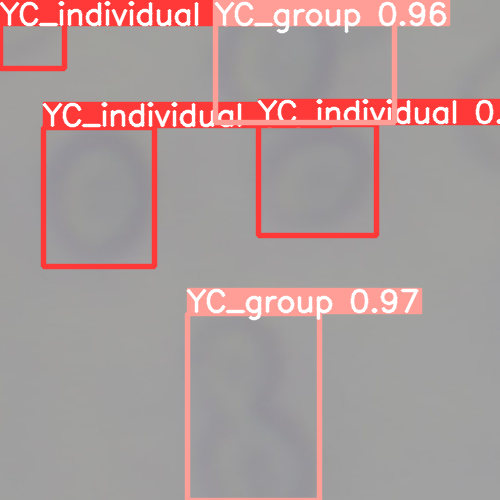 YC_individual
YC_group 0.96
YC_individual
YC_individual 0.
YC_group 0.97